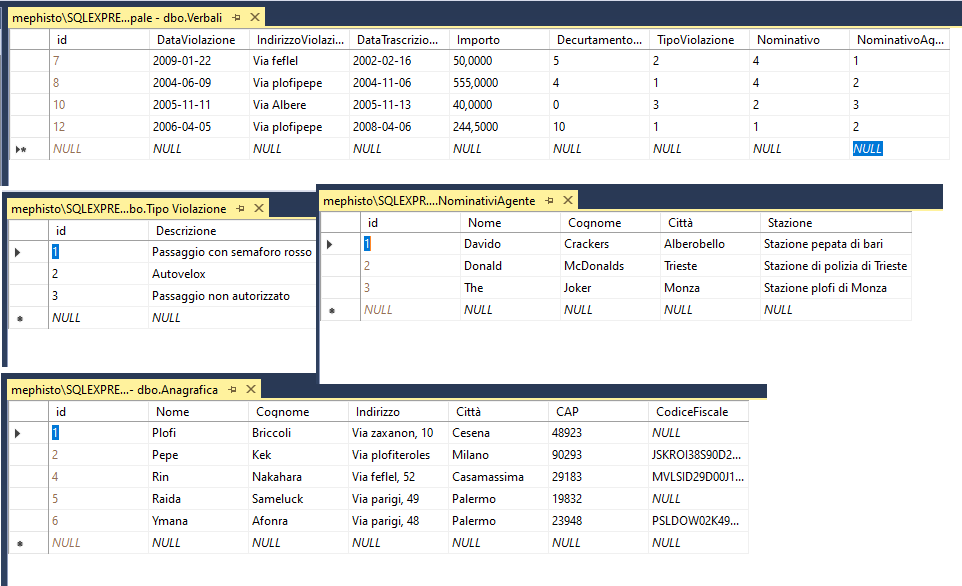 mephisto\SQLEXPRE...pale - dbo.Verbali
id DataViolazione IndirizzoViolazi... DataTrascrizio... Importo Decurtamento... TipoViolazione Nominativo NominativoAg...
7 2009-01-22 Via feflel 2002-02-16 50,0000 5 2 4 1
8 2004-06-09 Via plofipepe 2004-11-06 555,0000 4 1 4 2
10 2005-11-11 Via Albere 2005-11-13 40,0000 0 3 2 3
12 2006-04-05 Via plofipepe 2008-04-06 244,5000 10 1 1 2
NULL NULL NULL NULL NULL NULL NULL NULL NULL
mephisto\SQLEXPRE...bo.Tipo Violazione
id Descrizione
1 Passaggio con semaforo rosso
2 Autovelox
3 Passaggio non autorizzato
NULL NULL
mephisto\SQLEXPR....NominativiAgente
id Nome Cognome Città Stazione
1 Davido Crackers Alberobello Stazione pepata di bari
2 Donald McDonalds Trieste Stazione di polizia di Trieste
3 The Joker Monza Stazione plofi di Monza
NULL NULL NULL NULL NULL
mephisto\SQLEXPRE...- dbo.Anagrafica
id Nome Cognome Indirizzo Città CAP CodiceFiscale
1 Plofi Briccoli Via zaxanon, 10 Cesena 48923 NULL
2 Pepe Kek Via plofiteroles Milano 90293 JSKROI38S90D2...
4 Rin Nakahara Via feflel, 52 Casamassima 29183 MVLSID29D00J1...
5 Raida Sameluck Via parigi, 49 Palermo 19832 NULL
6 Ymana Afonra Via parigi, 48 Palermo 23948 PSLDOW02K49...
NULL NULL NULL NULL NULL NULL NULL